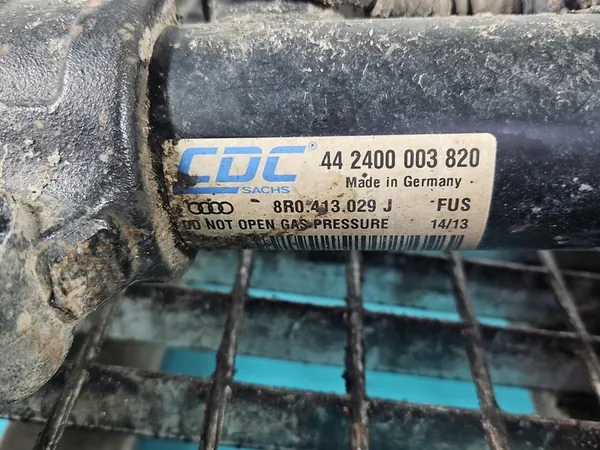 CDC 44 2400 003 820
SACHS Made in Germany
8R0.413.029 J FUS
DO NOT OPEN GAS PRESSURE 14/13